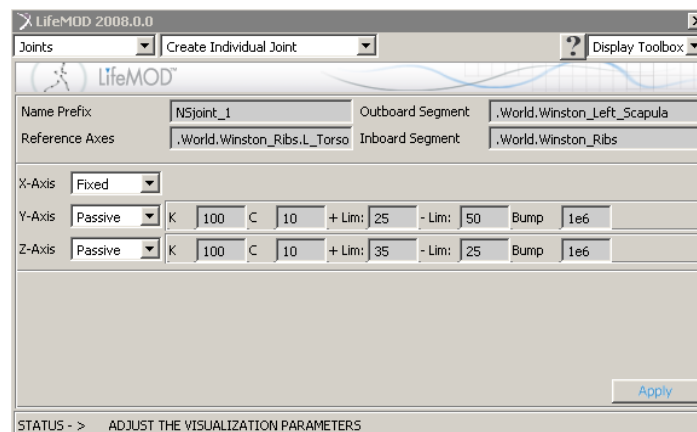 LifeMOD 2008.0.0
Joints Create Individual Joint ? Display Toolbox
LifeMOD™
Name Prefix NSjoint_1 Outboard Segment .World.Winston_Left_Scapula
Reference Axes .World.Winston_Ribs.L_Torso Inboard Segment .World.Winston_Ribs
X-Axis Fixed
Y-Axis Passive K 100 C 10 + Lim: 25 - Lim: 50 Bump 1e6
Z-Axis Passive K 100 C 10 + Lim: 35 - Lim: 25 Bump 1e6
Apply
STATUS - > ADJUST THE VISUALIZATION PARAMETERS